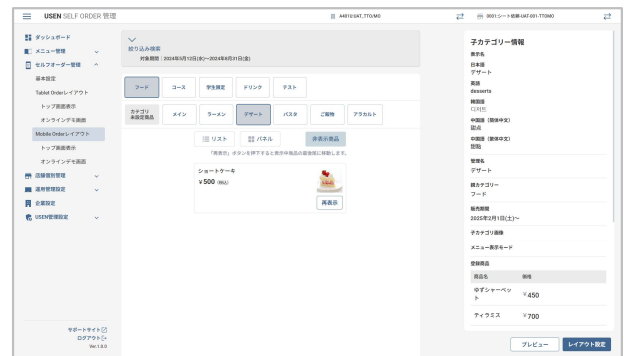 USEN SELF ORDER 管理
A4810:UAT_TTO/MO
0001:シート依頼-UAT-001-TTOMO
ダッシュボード
メニュー管理
セルフオーダー管理
基本設定
Tablet Orderレイアウト
トップ画面表示
オンラインデモ画面
Mobile Orderレイアウト
トップ画面表示
オンラインデモ画面
店舗個別管理
運用管理設定
企業設定
USEN管理設定
サポートサイト
ログアウト
Ver.1.0.0
絞り込み検索
対象期間：2024年5月12日(水)～2024年8月31日(金)
フード
コース
学生限定
ドリンク
テスト
カテゴリ
未設定商品
メイン
ラーメン
デザート
パスタ
ご飯物
アラカルト
リスト
パネル
非表示商品
「再表示」ボタンを押下すると表示中商品の最後尾に移動します。
ショートケーキ
¥500 (税込)
再表示
子カテゴリー情報
表示名
日本語
デザート
英語
desserts
韓国語
디저트
中国語（簡体中文）
甜点
中国語（繁体中文）
甜點
管理名
デザート
親カテゴリー
フード
販売期間
2025年2月1日(土)～
子カテゴリ画像
メニュー表示モード
登録商品
商品名 価格
ゆずシャーベッ
ト
¥450
ティラミス ¥700
プレビュー
レイアウト設定